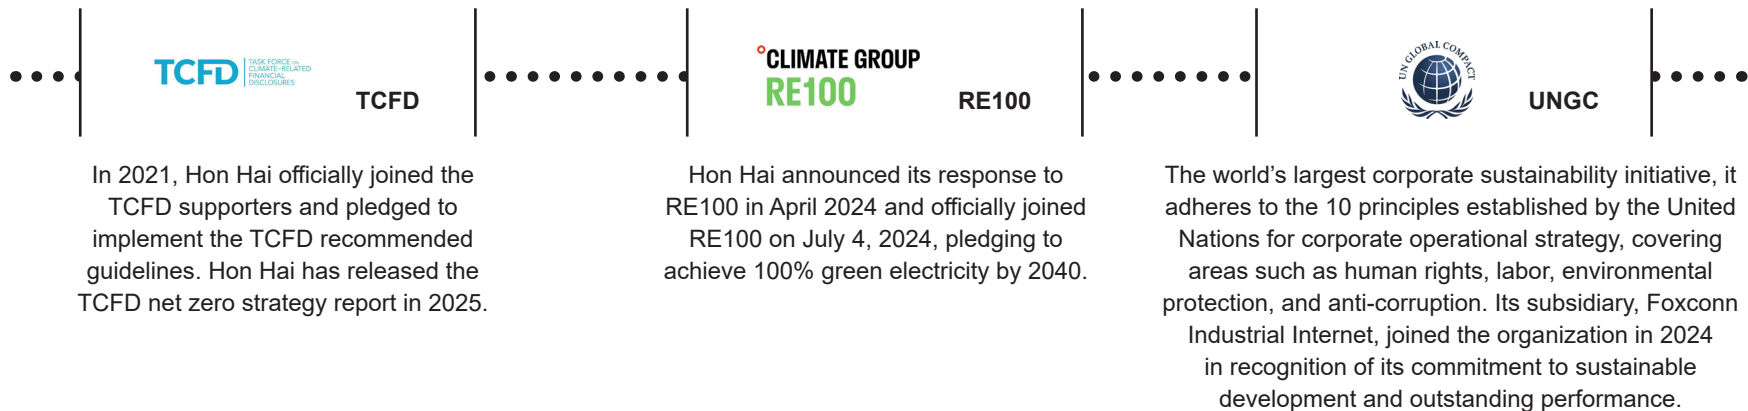 TCFD
TASK FORCE ON
CLIMATE-RELATED
FINANCIAL
DISCLOSURES
TCFD
In 2021, Hon Hai officially joined the
TCFD supporters and pledged to
implement the TCFD recommended
guidelines. Hon Hai has released the
TCFD net zero strategy report in 2025.
°CLIMATE GROUP
RE100
RE100
Hon Hai announced its response to
RE100 in April 2024 and officially joined
RE100 on July 4, 2024, pledging to
achieve 100% green electricity by 2040.
UN GLOBAL COMPACT
UNGC
The world’s largest corporate sustainability initiative, it
adheres to the 10 principles established by the United
Nations for corporate operational strategy, covering
areas such as human rights, labor, environmental
protection, and anti-corruption. Its subsidiary, Foxconn
Industrial Internet, joined the organization in 2024
in recognition of its commitment to sustainable
development and outstanding performance.